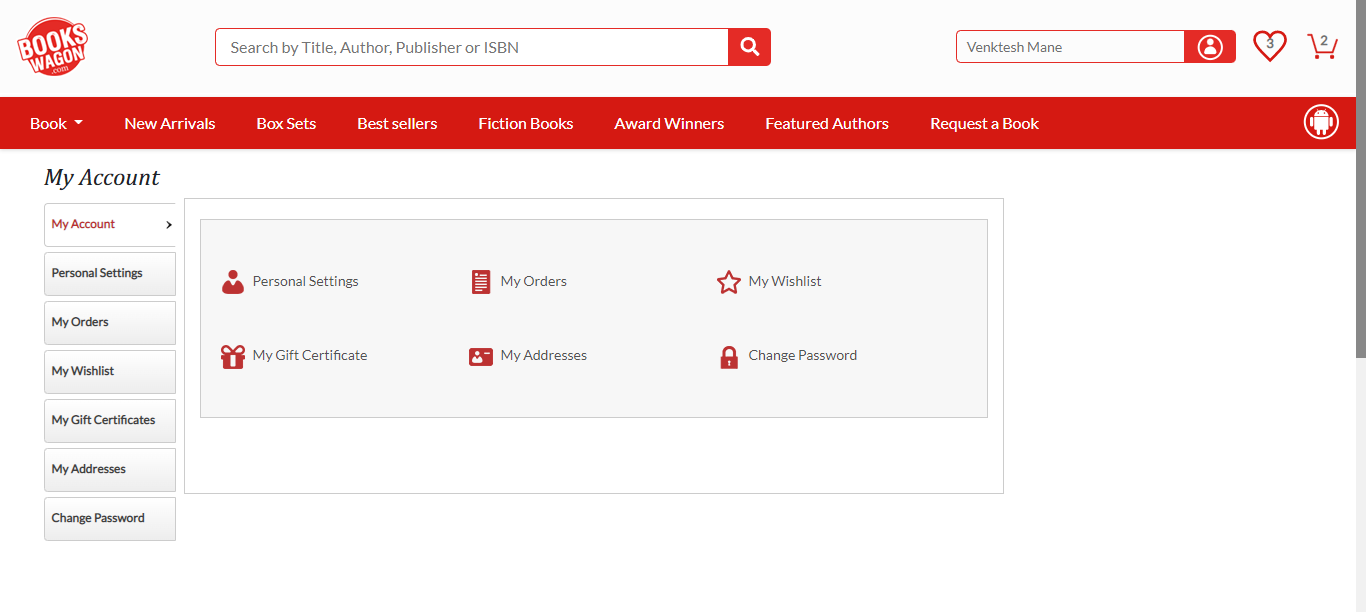 BOOKS
WAGON
.com
Search by Title, Author, Publisher or ISBN
Venktesh Mane
3
2
Book
New Arrivals
Box Sets
Best sellers
Fiction Books
Award Winners
Featured Authors
Request a Book
My Account
My Account
Personal Settings
My Orders
My Wishlist
My Gift Certificates
My Addresses
Change Password
Personal Settings
My Orders
My Wishlist
My Gift Certificate
My Addresses
Change Password